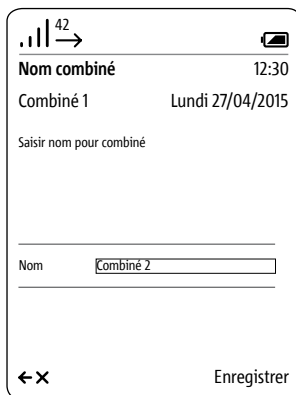 42
Nom combiné 12:30
Combiné 1 Lundi 27/04/2015
Saisir nom pour combiné
Nom Combiné 2
Enregistrer